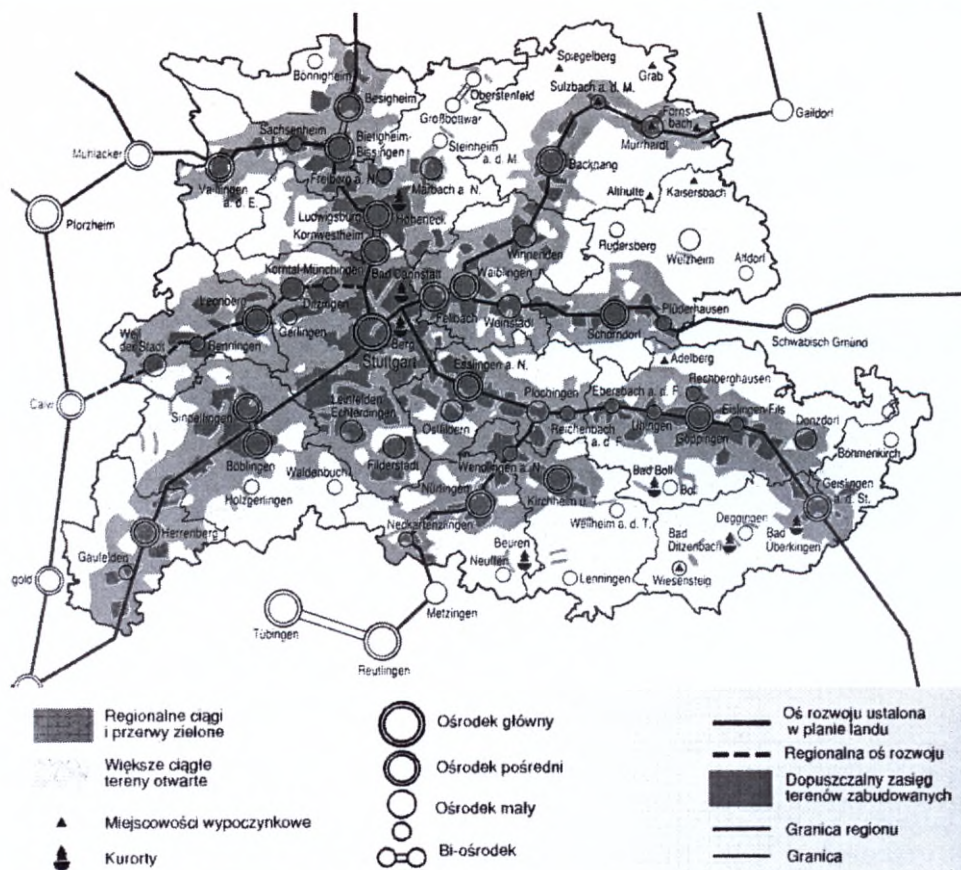 Bönnigheim
Spiegelberg
Grab
Oberstenfeld
Sulzbach a. d. M.
Besigheim
Großbottwar
Forns-
bach
Gaildorf
Sachsenheim
Bietigheim-
Bissingen
Steinheim
a. d. M.
Murrhardt
Mühlacker
Backnang
Freiberg a. N.
Vaihingen
a. d. E.
Marbach a. N.
Althütte
Kaisersbach
Pforzheim
Ludwigsburg
Hoheneck
Kornwestheim
Winnenden
Rudersberg
Welzheim
Alfdorf
Korntal-Münchingen
Bad Cannstatt
Waiblingen
Leonberg
Ditzingen
Plüderhausen
Gerlingen
Fellbach
Weinstadt
Schorndorf
Weil
der Stadt
Renningen
Berg
Schwäbisch Gmünd
Stuttgart
Adelberg
Esslingen a. N.
Calw
Rechberghausen
Ebersbach a. d. F.
Plochingen
Leinfelden
Echterdingen
Sindelfingen
Eislingen-Fils
Ostfildern
Reichenbach
a. d. F.
Uhingen
Göppingen
Donzdorf
Böhmenkirch
Böblingen
Filderstadt
Wendlingen a. N.
Waldenbuch
Bad Boll
Geislingen
a. d. St.
Holzgerlingen
Nürtingen
Kirchheim u. T.
Bol
Herrenberg
Neckartenzlingen
Weilheim a. d. T.
Deggingen
Gäufelden
Beuren
Bad
Ditzenbach
Bad
Überkingen
gold
Neuffen
Lenningen
Wiesensteig
Metzingen
Tübingen
Reutlingen
Regionalne ciągi
i przerwy zielone
Większe ciągłe
tereny otwarte
Miejscowości wypoczynkowe
Kurorty
Ośrodek główny
Ośrodek pośredni
Ośrodek mały
Bi-ośrodek
Oś rozwoju ustalona
w planie landu
Regionalna oś rozwoju
Dopuszczalny zasięg
terenów zabudowanych
Granica regionu
Granica